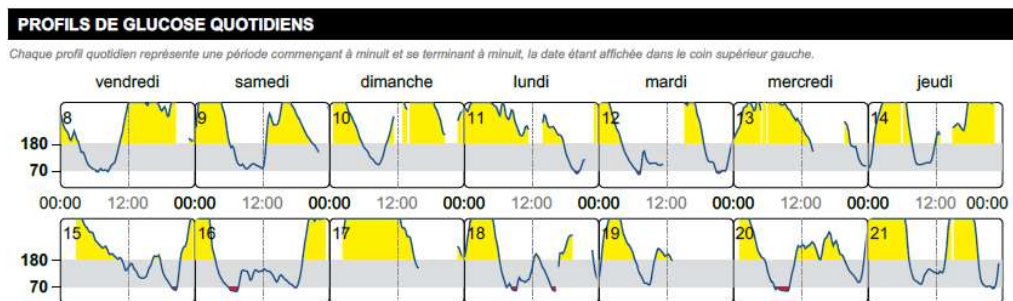 PROFILS DE GLUCOSE QUOTIDIENS
Chaque profil quotidien représente une période commençant à minuit et se terminant à minuit, la date étant affichée dans le coin supérieur gauche.
vendredi samedi dimanche lundi mardi mercredi jeudi
8 9 10 11 12 13 14
180
70
00:00 12:00 00:00 12:00 00:00 12:00 00:00 12:00 00:00 12:00 00:00 12:00 00:00 12:00 00:00
15 16 17 18 19 20 21
180
70